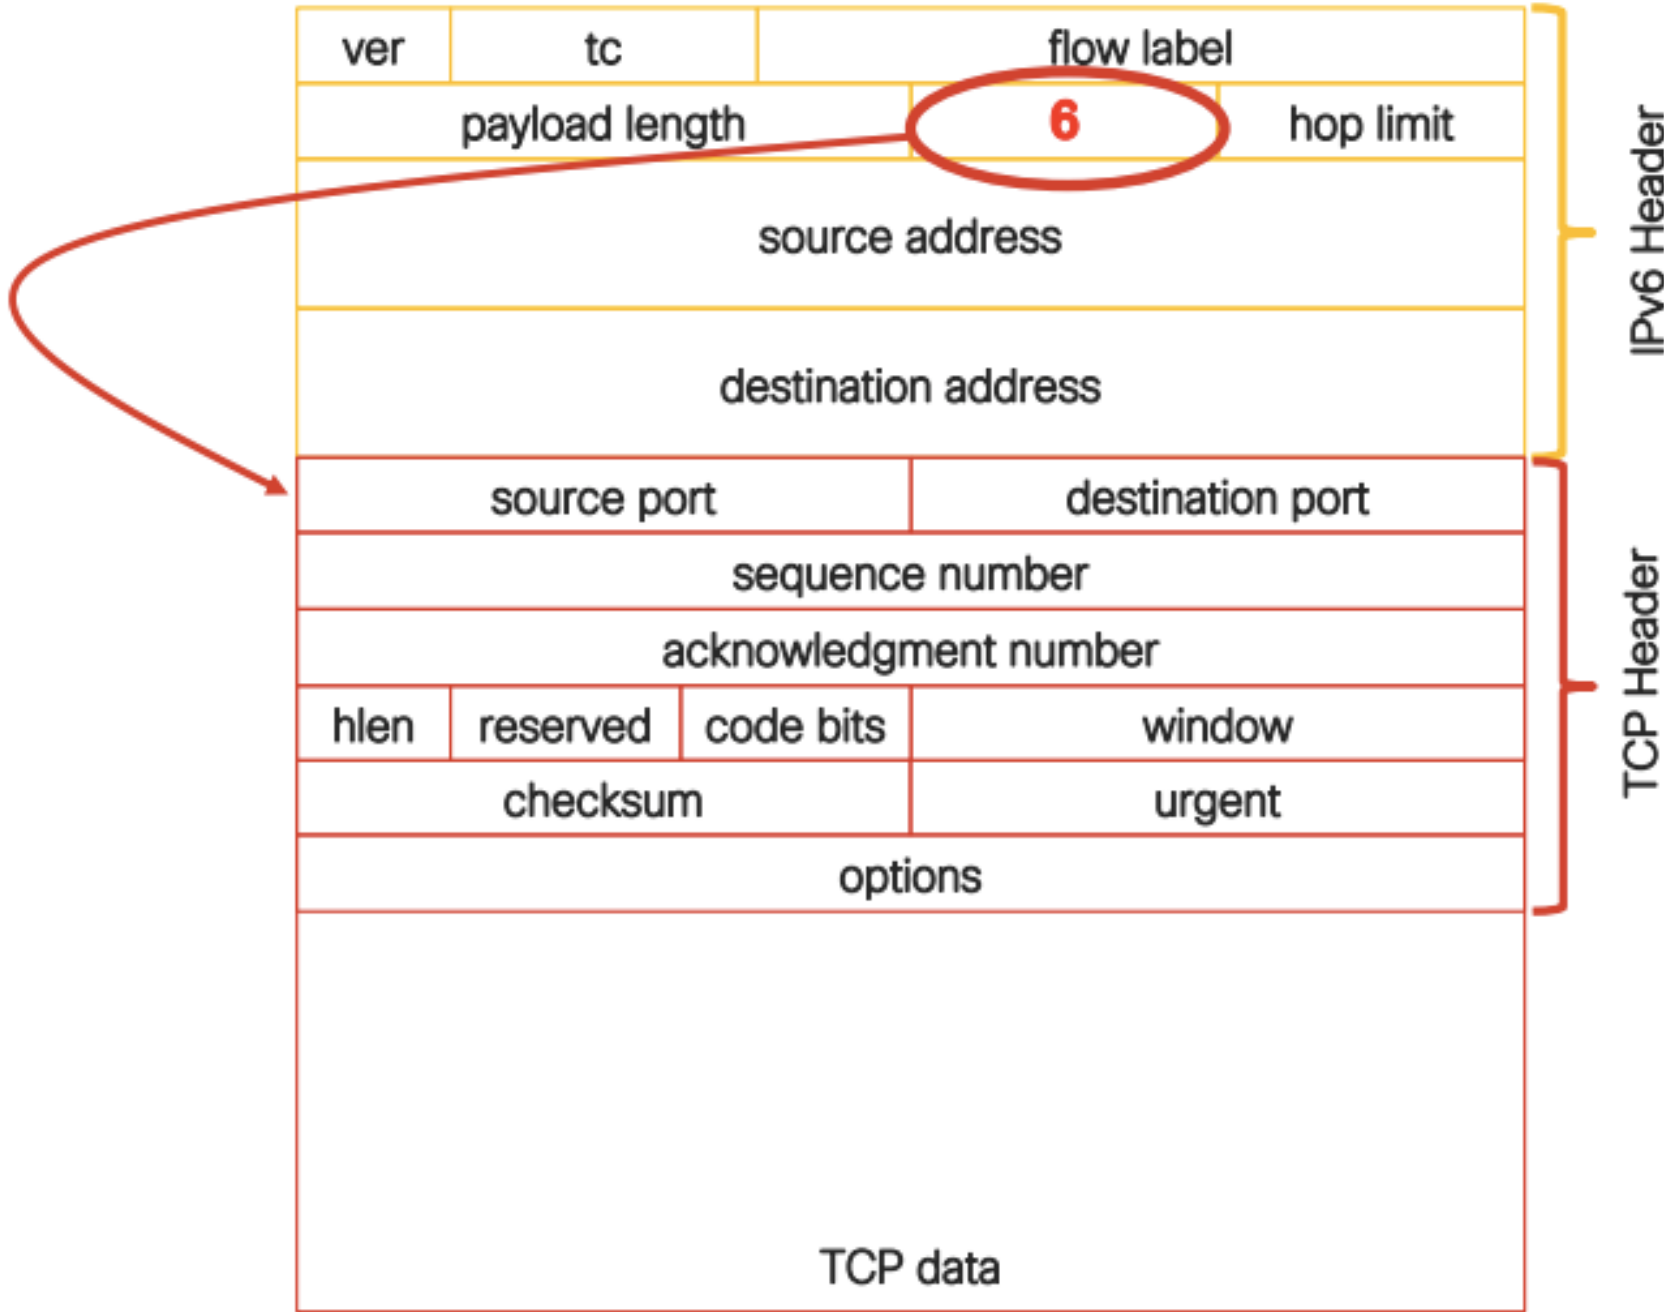 ver tc flow label
payload length 6 hop limit
source address
destination address
IPv6 Header
source port destination port
sequence number
acknowledgment number
hlen reserved code bits window
checksum urgent
options
TCP Header
TCP data